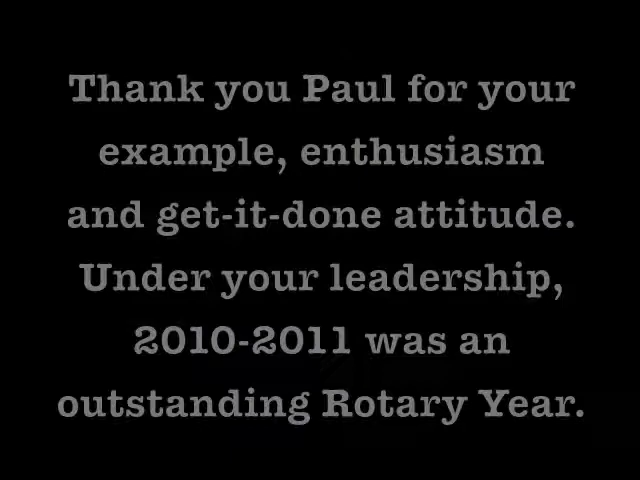 Thank you Paul for your
example, enthusiasm
and get-it-done attitude.
Under your leadership,
2010-2011 was an
outstanding Rotary Year.